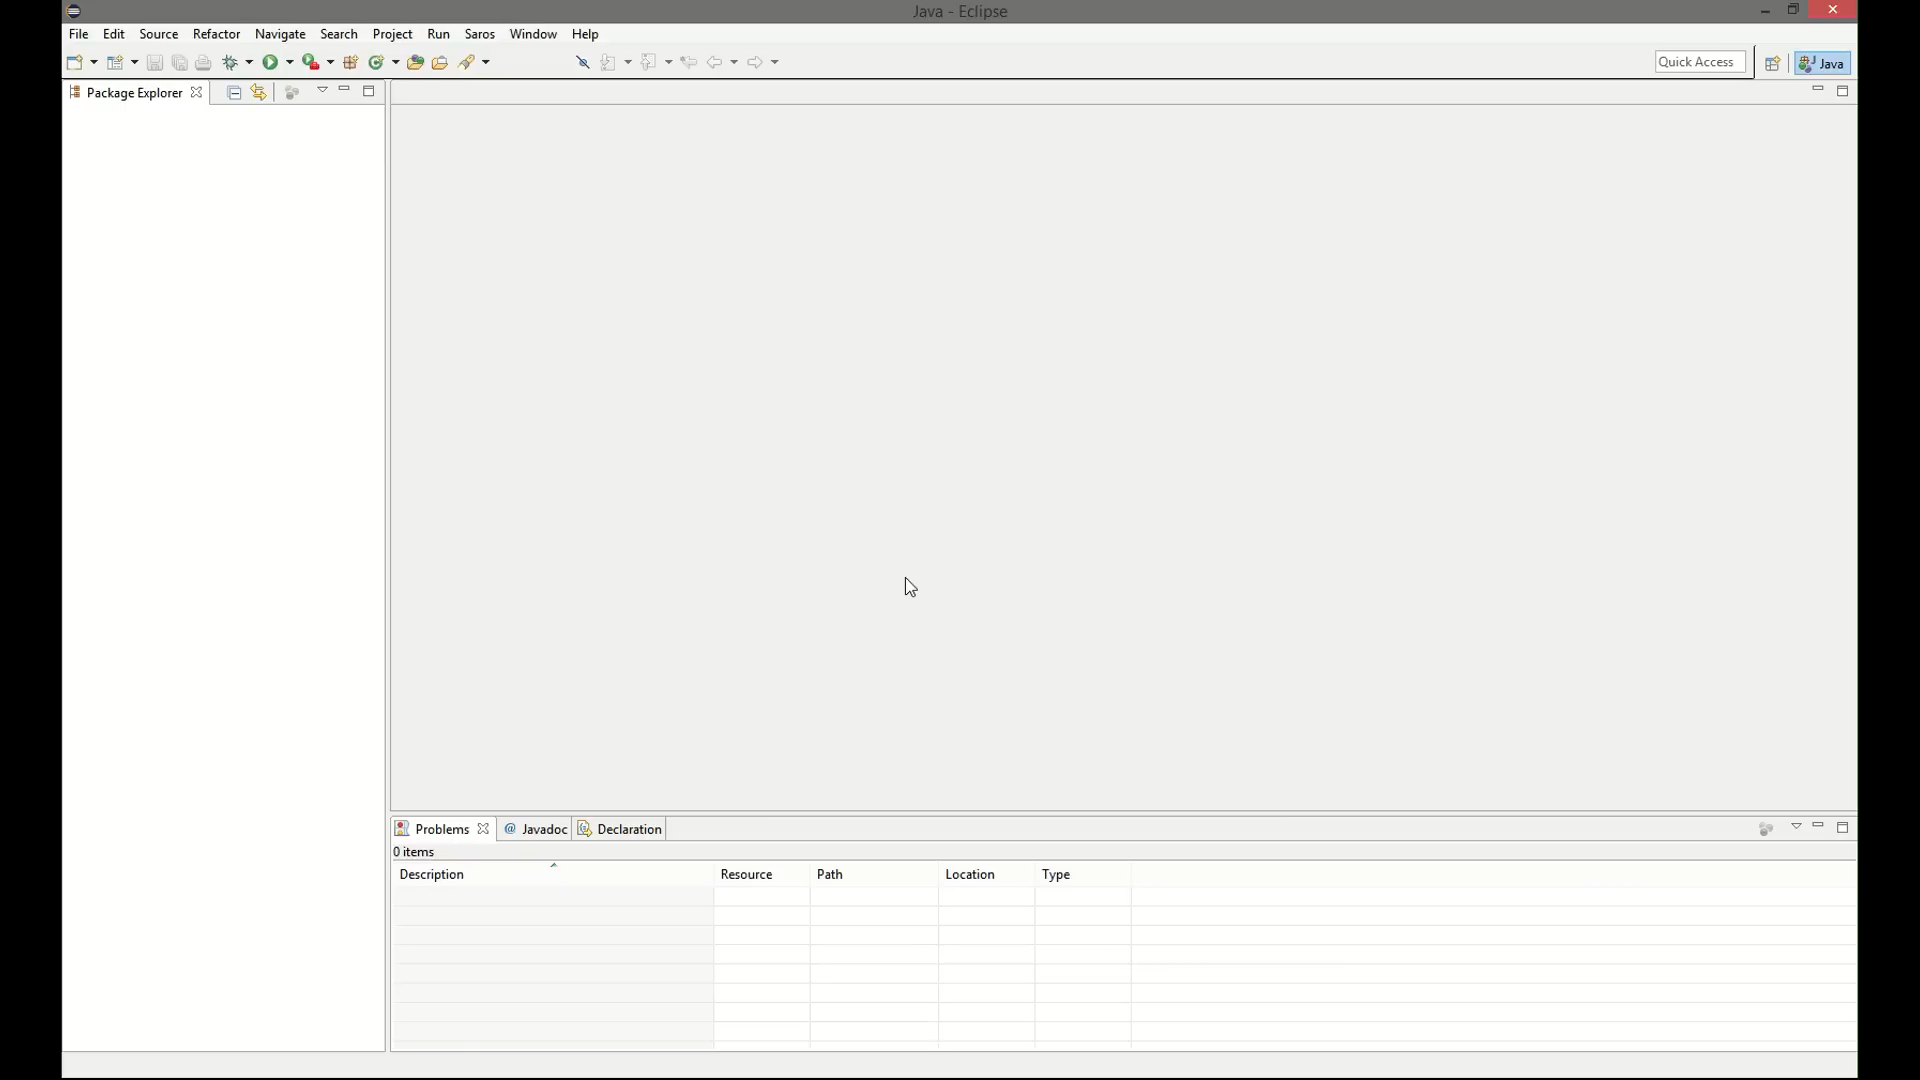 Java - Eclipse
File Edit Source Refactor Navigate Search Project Run Saros Window Help
Quick Access Java
Package Explorer
Problems @ Javadoc Declaration
0 items
Description Resource Path Location Type